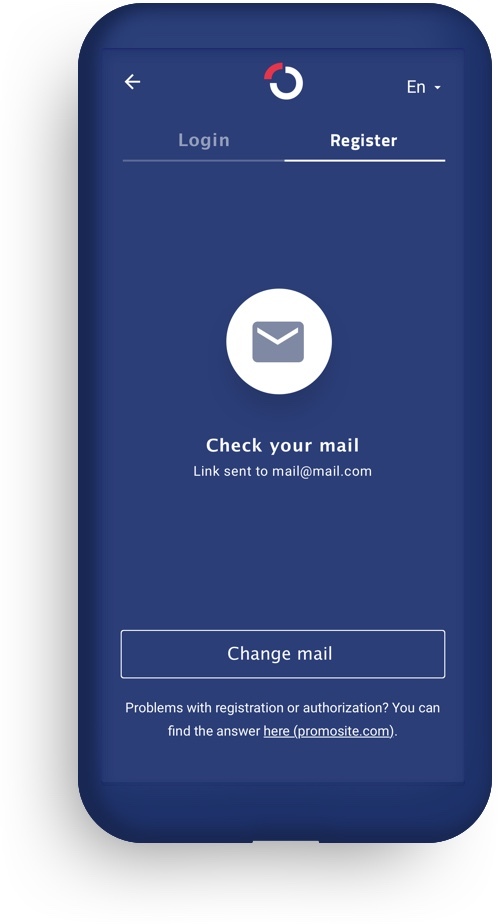 En
Login Register
Check your mail
Link sent to mail@mail.com
Change mail
Problems with registration or authorization? You can
find the answer here (promosite.com).